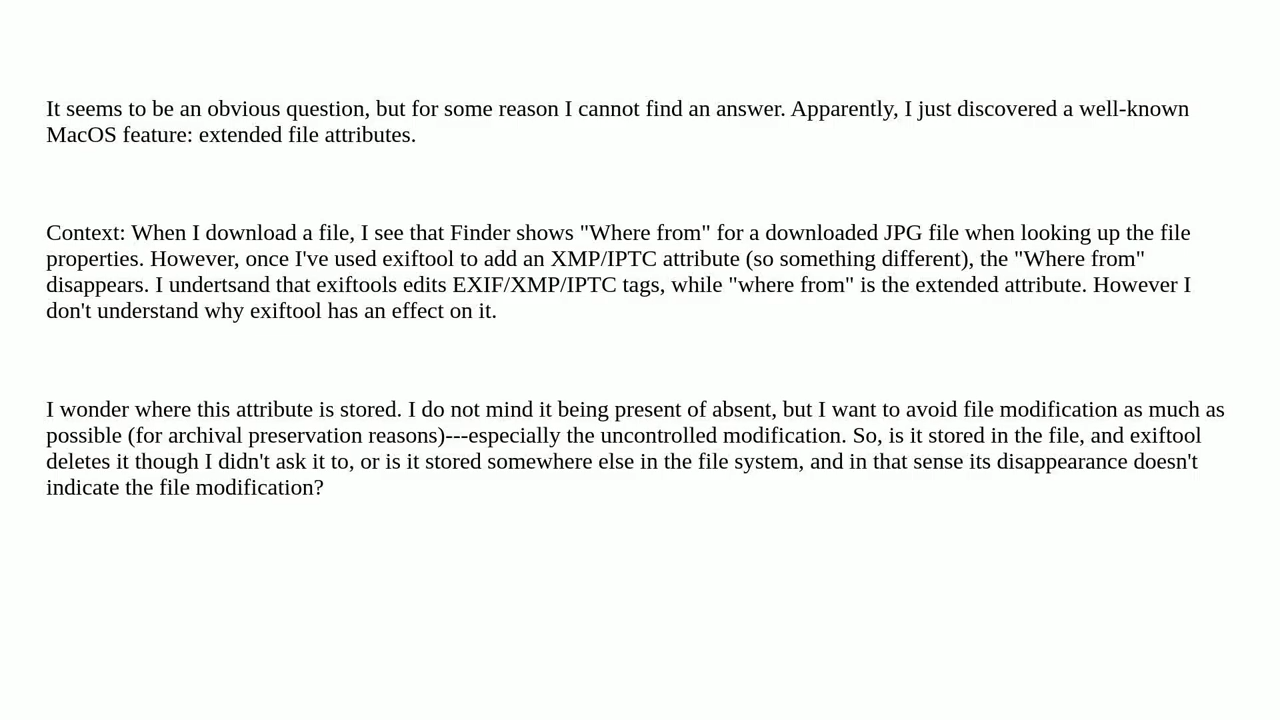 It seems to be an obvious question, but for some reason I cannot find an answer. Apparently, I just discovered a well-known
MacOS feature: extended file attributes.
Context: When I download a file, I see that Finder shows "Where from" for a downloaded JPG file when looking up the file
properties. However, once I've used exiftool to add an XMP/IPTC attribute (so something different), the "Where from"
disappears. I undertsand that exiftools edits EXIF/XMP/IPTC tags, while "where from" is the extended attribute. However I
don't understand why exiftool has an effect on it.
I wonder where this attribute is stored. I do not mind it being present of absent, but I want to avoid file modification as much as
possible (for archival preservation reasons)---especially the uncontrolled modification. So, is it stored in the file, and exiftool
deletes it though I didn't ask it to, or is it stored somewhere else in the file system, and in that sense its disappearance doesn't
indicate the file modification?